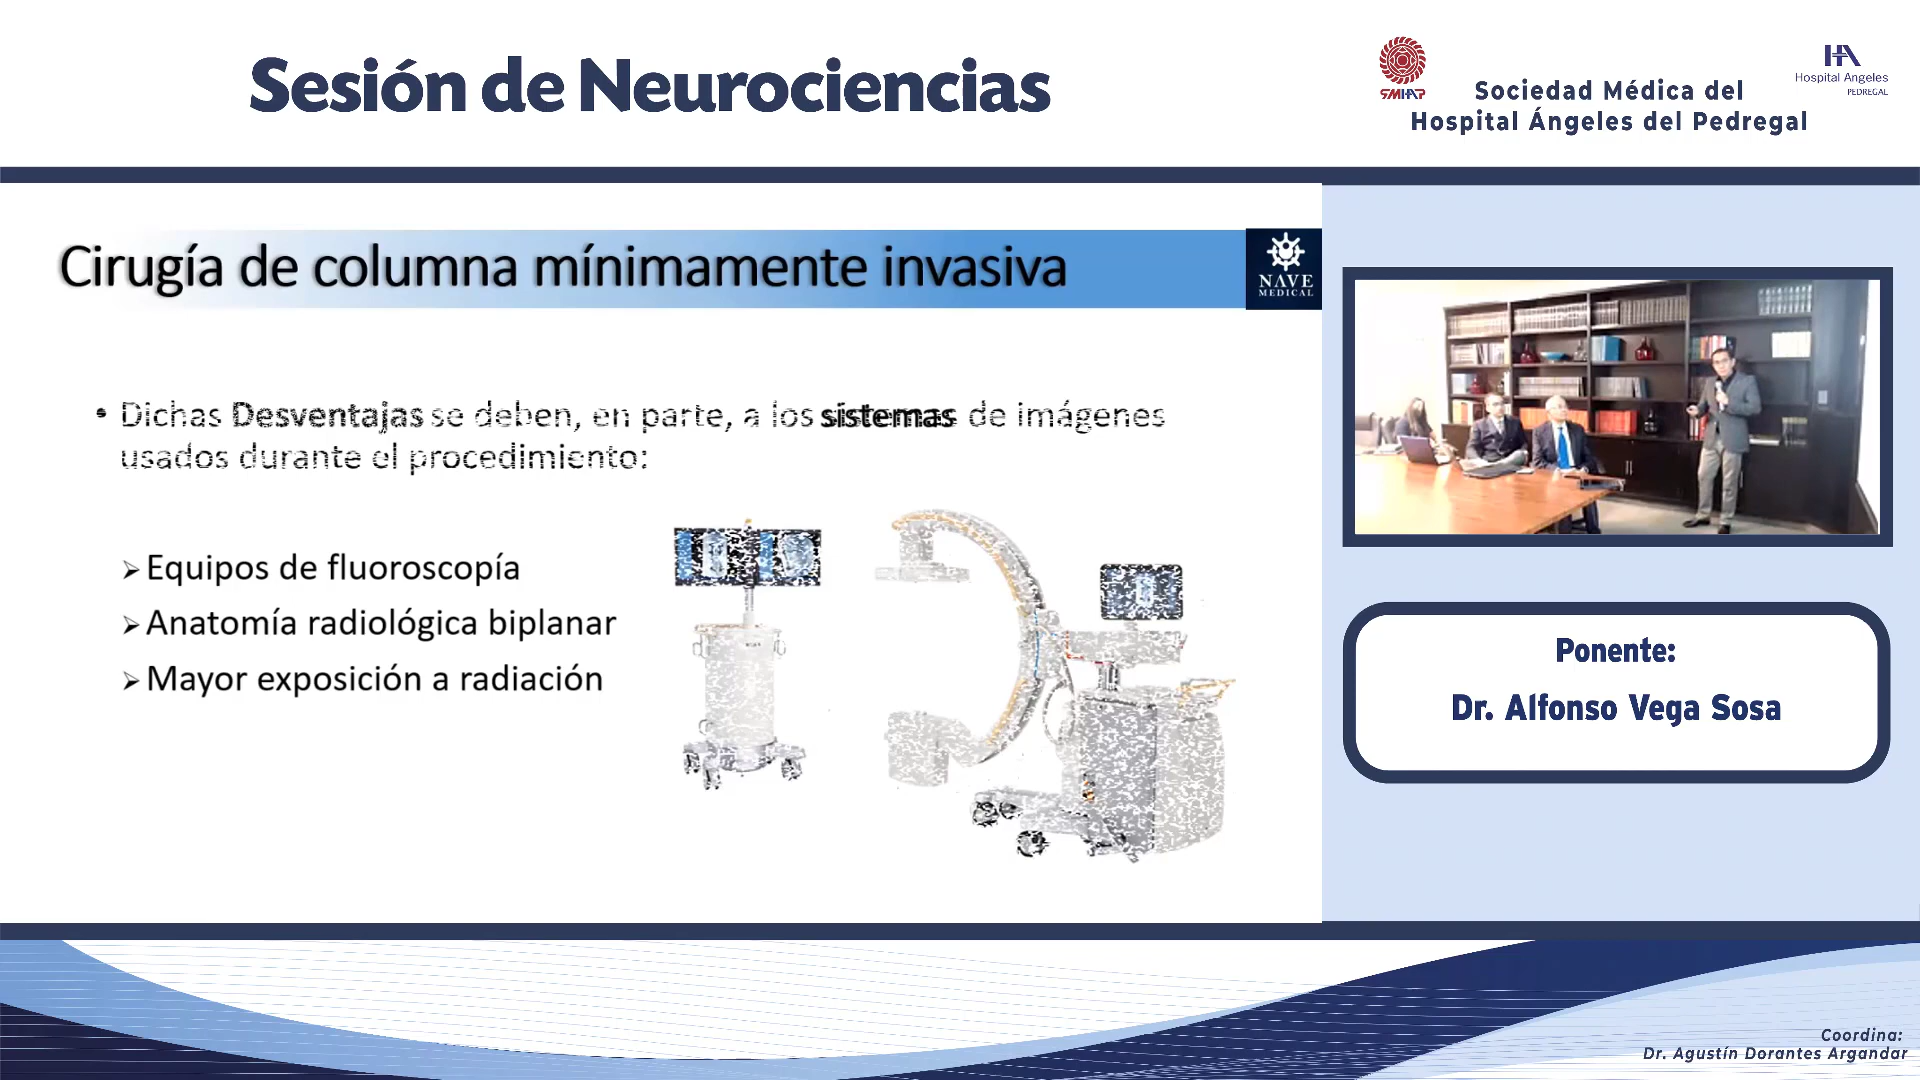 Sesión de Neurociencias
SMHAP
Sociedad Médica del
Hospital Ángeles del Pedregal
HA
Hospital Angeles
PEDREGAL
Cirugía de columna mínimamente invasiva
NAVE
MEDICAL
• Dichas Desventajas se deben, en parte, a los sistemas de imágenes
usados durante el procedimiento:
➢ Equipos de fluoroscopía
➢ Anatomía radiológica biplanar
➢ Mayor exposición a radiación
Ponente:
Dr. Alfonso Vega Sosa
Coordina:
Dr. Agustín Dorantes Argandar